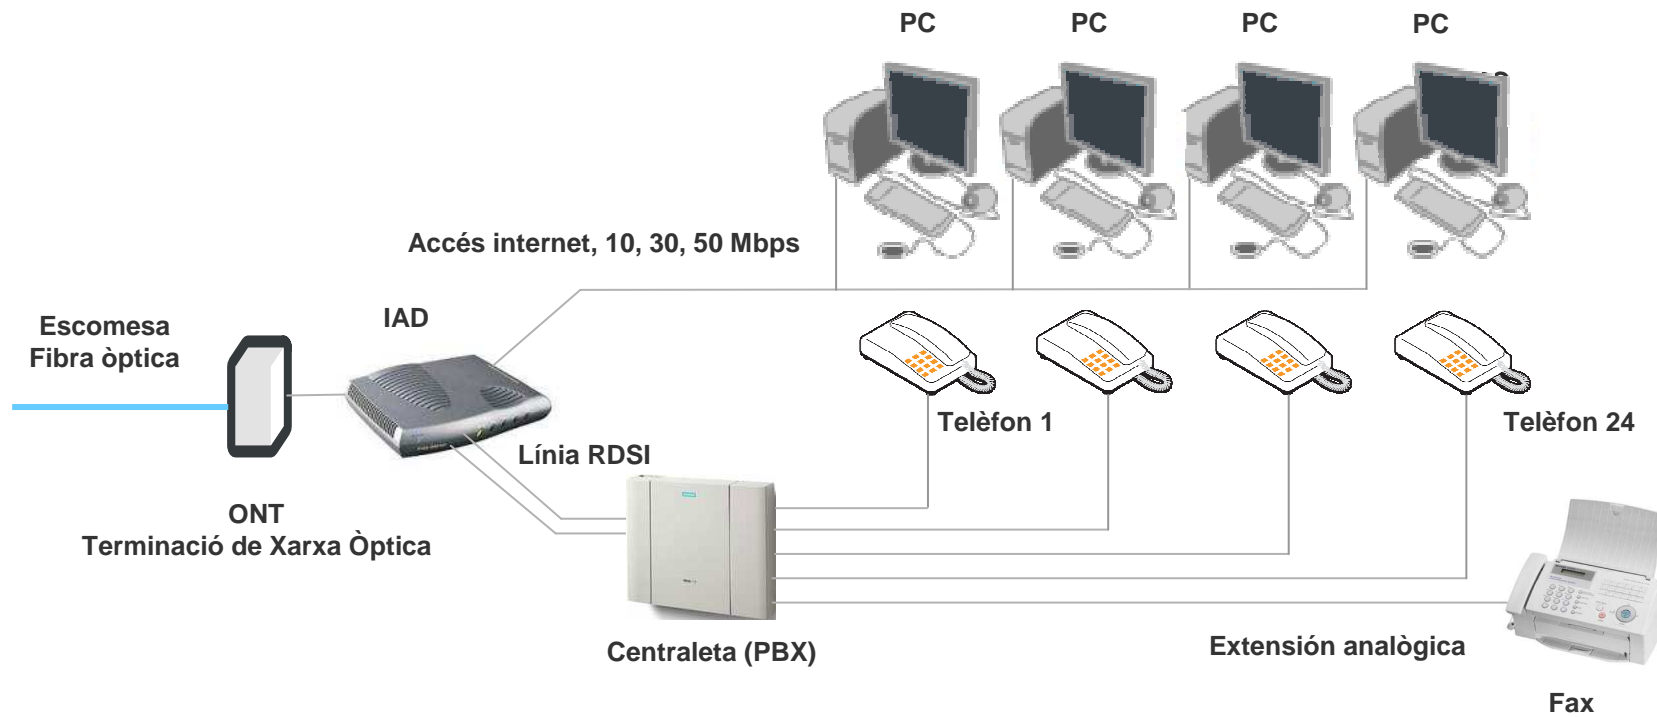 PC PC PC PC
Accés internet, 10, 30, 50 Mbps
IAD
Escomesa
Fibra òptica
Telèfon 1
Telèfon 24
Línia RDSI
ONT
Terminació de Xarxa Òptica
Centraleta (PBX)
Extensión analògica
Fax